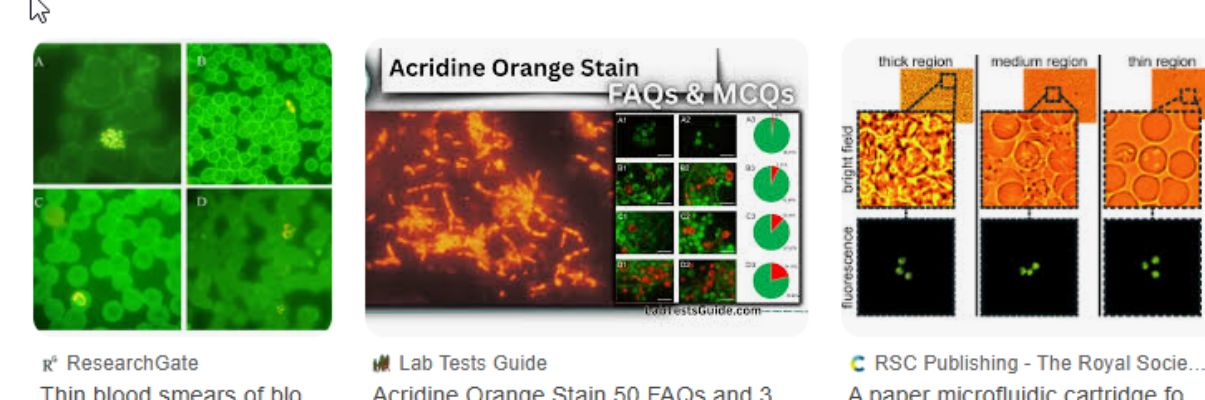 A
B
C
D
Acridine Orange Stain
FAQs & MCQs
A1
A2
A3
B1
B2
B3
C1
C2
C3
D1
D2
D3
LabTestsGuide.com
thick region
medium region
thin region
bright field
fluorescence
R⁶ ResearchGate
Thin blood smears of blo
Lab Tests Guide
Acridine Orange Stain 50 FAQs and 3
RSC Publishing - The Royal Socie...
A paper microfluidic cartridge fo